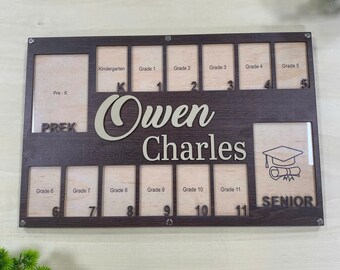 Pre - K
PREK
Kindergarten
K
Grade 1
1
Grade 2
2
Grade 3
3
Grade 4
4
Grade 5
5
Owen
Charles
Grade 6
6
Grade 7
7
Grade 8
8
Grade 9
9
Grade 10
10
Grade 11
11
SENIOR